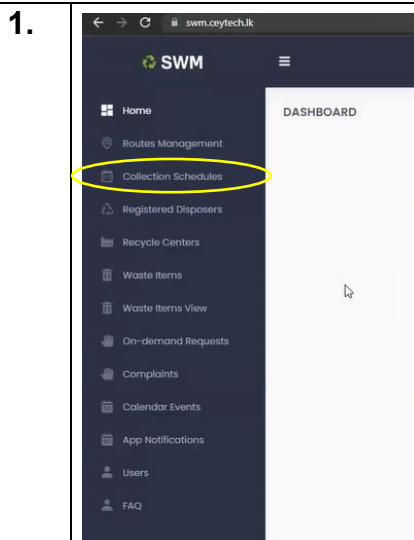 1.
swm.ceytech.lk
SWM
Home
DASHBOARD
Routes Management
Collection Schedules
Registered Disposers
Recycle Centers
Waste Items
Waste Items View
On-demand Requests
Complaints
Calendar Events
App Notifications
Users
FAQ